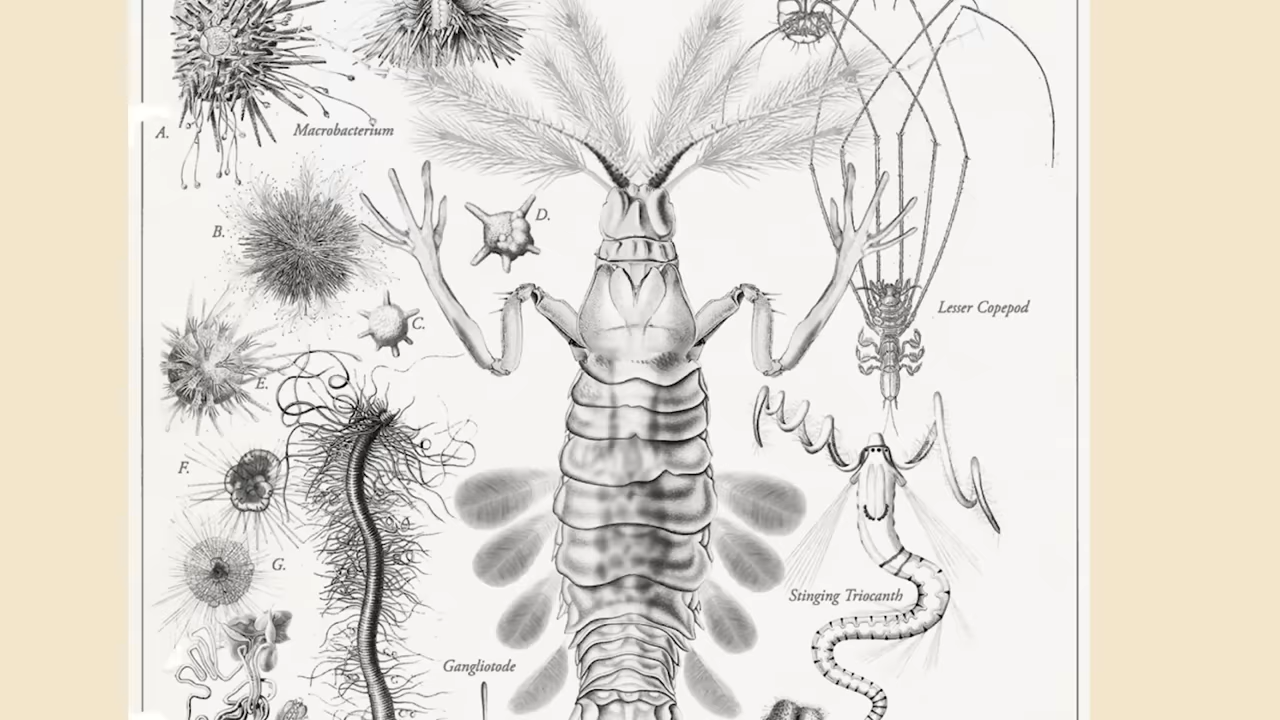 A.
Macrobacterium
B.
D.
C.
Lesser Copepod
E.
F.
G.
Stinging Triocanth
Gangliotode